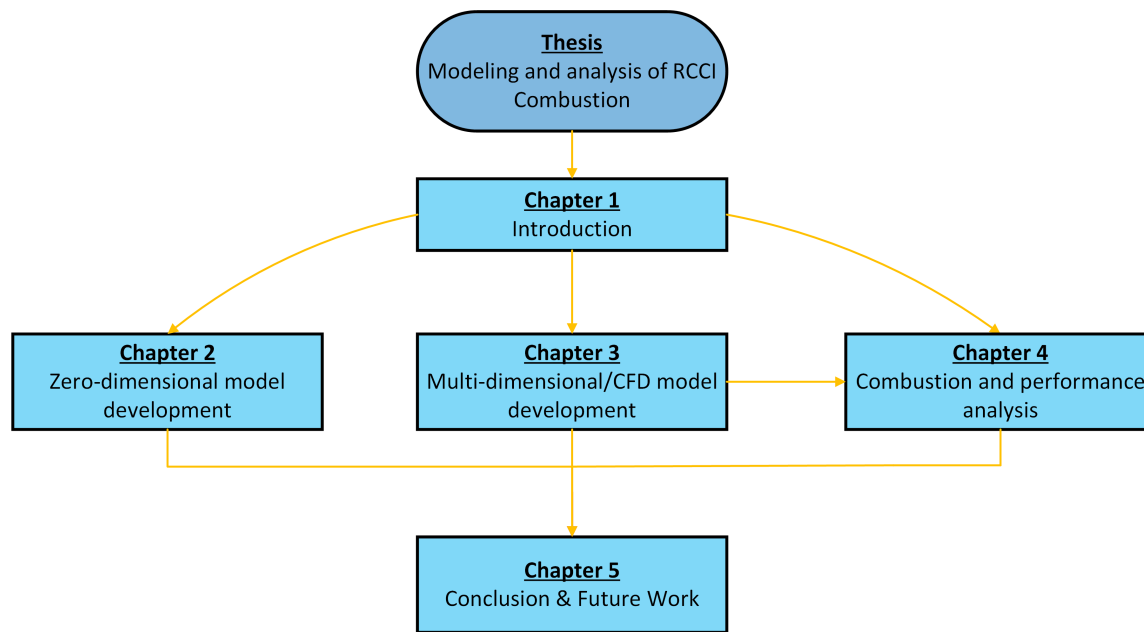 Thesis
Modeling and analysis of RCCI
Combustion
Chapter 1
Introduction
Chapter 2
Zero-dimensional model
development
Chapter 3
Multi-dimensional/CFD model
development
Chapter 4
Combustion and performance
analysis
Chapter 5
Conclusion & Future Work